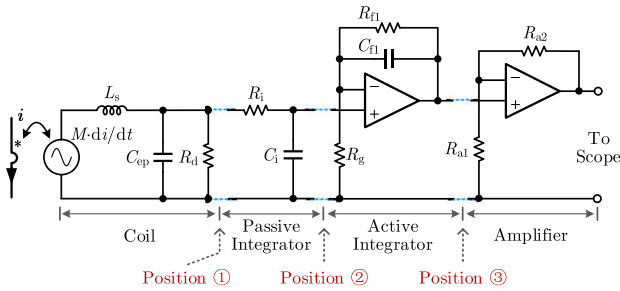 R_f1
C_f1
R_a2
−
+
−
+
L_s
R_i
i
*
M·di/dt
C_ep
R_d
C_i
R_g
R_a1
To
Scope
Coil
Passive
Integrator
Active
Integrator
Amplifier
Position ①
Position ②
Position ③